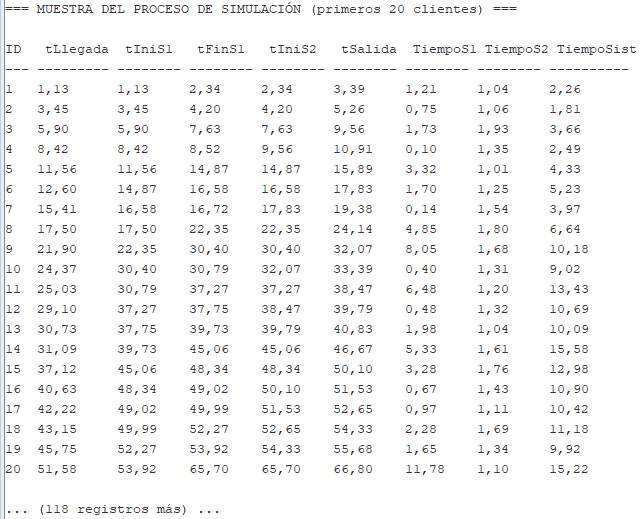 === MUESTRA DEL PROCESO DE SIMULACIÓN (primeros 20 clientes) ===
ID  tLlegada  tIniS1  tFinS1  tIniS2  tSalida  TiempoS1 TiempoS2 TiempoSist
--- --------- -------- -------- -------- -------- -------- -------- ----------
1   1,13      1,13     2,34     2,34     3,39     1,21     1,04     2,26
2   3,45      3,45     4,20     4,20     5,26     0,75     1,06     1,81
3   5,90      5,90     7,63     7,63     9,56     1,73     1,93     3,66
4   8,42      8,42     8,52     9,56     10,91    0,10     1,35     2,49
5   11,56     11,56    14,87    14,87    15,89    3,32     1,01     4,33
6   12,60     14,87    16,58    16,58    17,83    1,70     1,25     5,23
7   15,41     16,58    16,72    17,83    19,38    0,14     1,54     3,97
8   17,50     17,50    22,35    22,35    24,14    4,85     1,80     6,64
9   21,90     22,35    30,40    30,40    32,07    8,05     1,68     10,18
10  24,37     30,40    30,79    32,07    33,39    0,40     1,31     9,02
11  25,03     30,79    37,27    37,27    38,47    6,48     1,20     13,43
12  29,10     37,27    37,75    38,47    39,79    0,48     1,32     10,69
13  30,73     37,75    39,73    39,79    40,83    1,98     1,04     10,09
14  31,09     39,73    45,06    45,06    46,67    5,33     1,61     15,58
15  37,12     45,06    48,34    48,34    50,10    3,28     1,76     12,98
16  40,63     48,34    49,02    50,10    51,53    0,67     1,43     10,90
17  42,22     49,02    49,99    51,53    52,65    0,97     1,11     10,42
18  43,15     49,99    52,27    52,65    54,33    2,28     1,69     11,18
19  45,75     52,27    53,92    54,33    55,68    1,65     1,34     9,92
20  51,58     53,92    65,70    65,70    66,80    11,78    1,10     15,22
... (118 registros más) ...